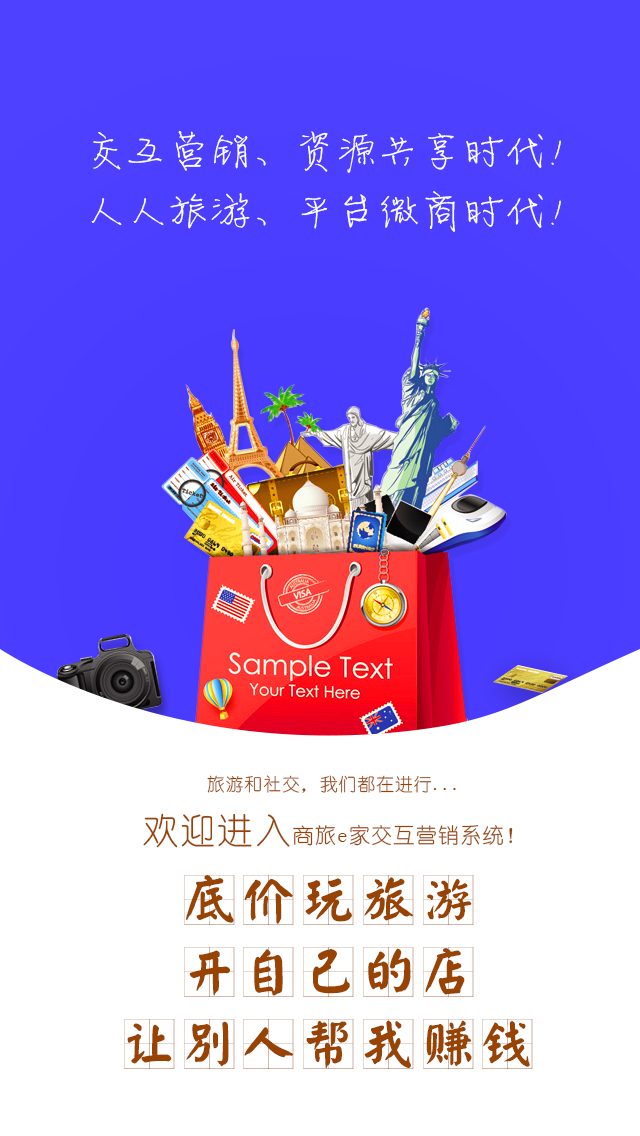 交互营销、资源共享时代!
人人旅游、平台微商时代!
Ticket
Air Ticket
VISA
Sample Text
Your Text Here
旅游和社交，我们都在进行...
欢迎进入商旅e家交互营销系统!
底价玩旅游
开自己的店
让别人帮我赚钱